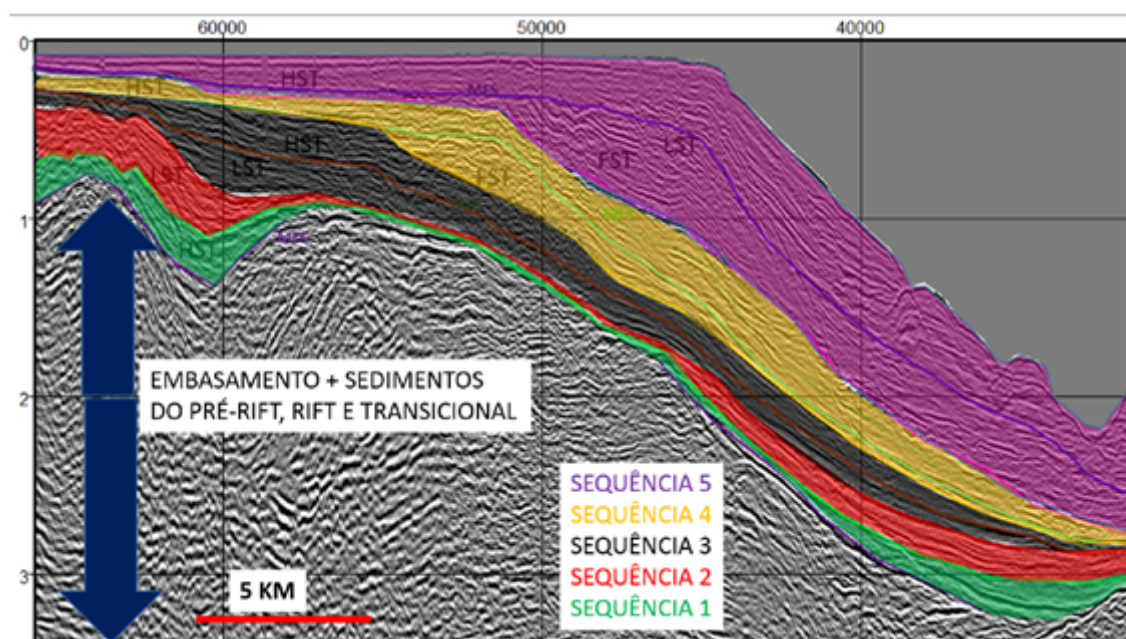 60000 50000 40000
0
HST
HST MFS
HST
LST FST
LST
LST FST
MFS
1
HST MFS
EMBASAMENTO + SEDIMENTOS
DO PRÉ-RIFT, RIFT E TRANSICIONAL
2
SEQUÊNCIA 5
SEQUÊNCIA 4
SEQUÊNCIA 3
SEQUÊNCIA 2
SEQUÊNCIA 1
3
5 KM